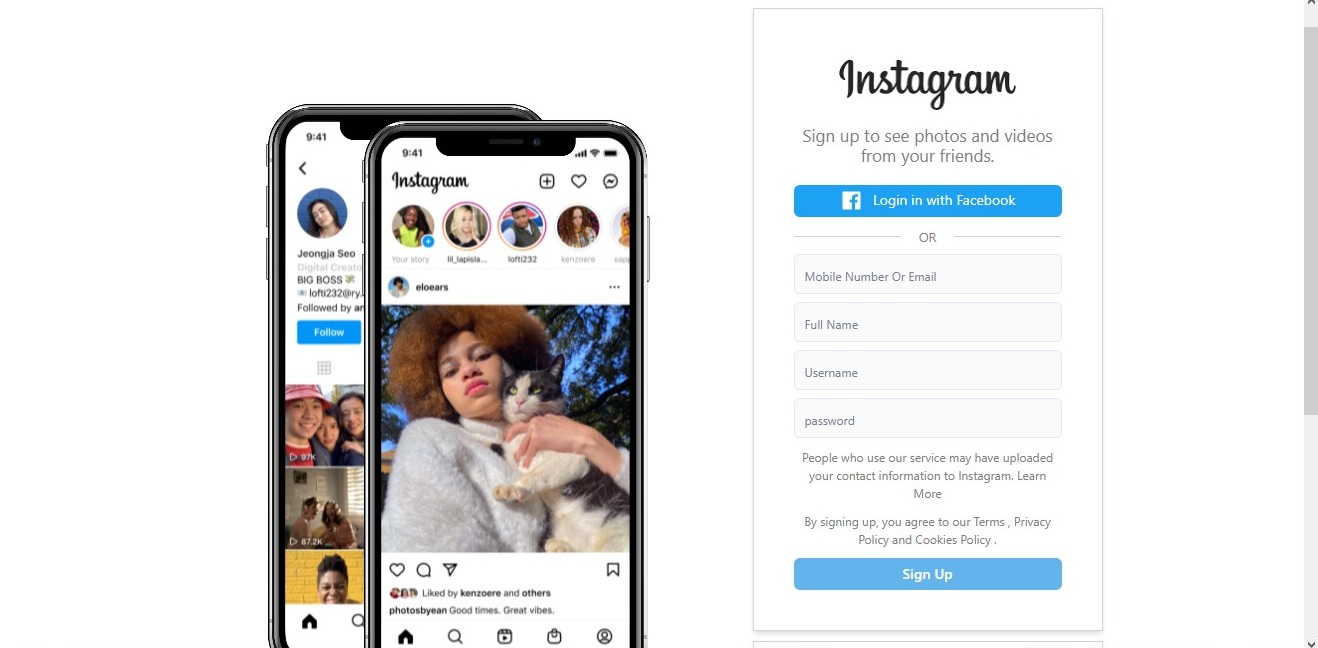 9:41
Jeongja Seo
Digital Creato
BIG BOSS
lofti232@ry.
Followed by an
Follow
97K
87.2K
9:41
Instagram
Your story
lil_lapisla...
lofti232
kenzoere
sap
eloears
Liked by kenzoere and others
photosbyean Good times. Great vibes.
Instagram
Sign up to see photos and videos
from your friends.
Login in with Facebook
OR
Mobile Number Or Email
Full Name
Username
password
People who use our service may have uploaded
your contact information to Instagram. Learn
More
By signing up, you agree to our Terms , Privacy
Policy and Cookies Policy .
Sign Up